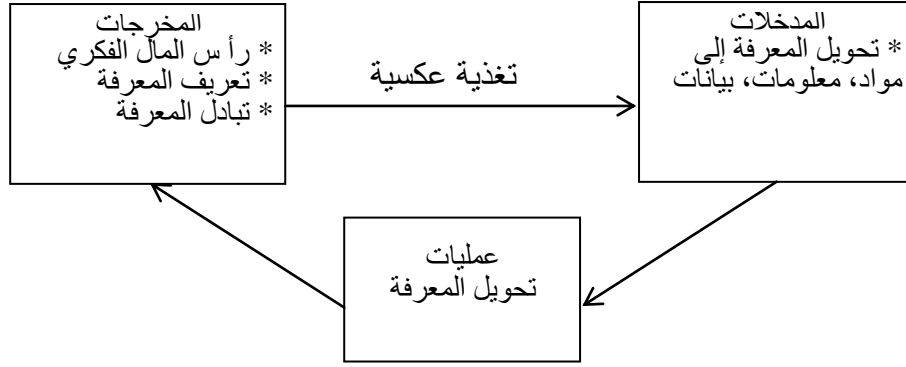 المدخلات
* تحويل المعرفة إلى
مواد، معلومات، بيانات
تغذية عكسية
المخرجات
* رأ س المال الفكري
* تعريف المعرفة
* تبادل المعرفة
عمليات
تحويل المعرفة